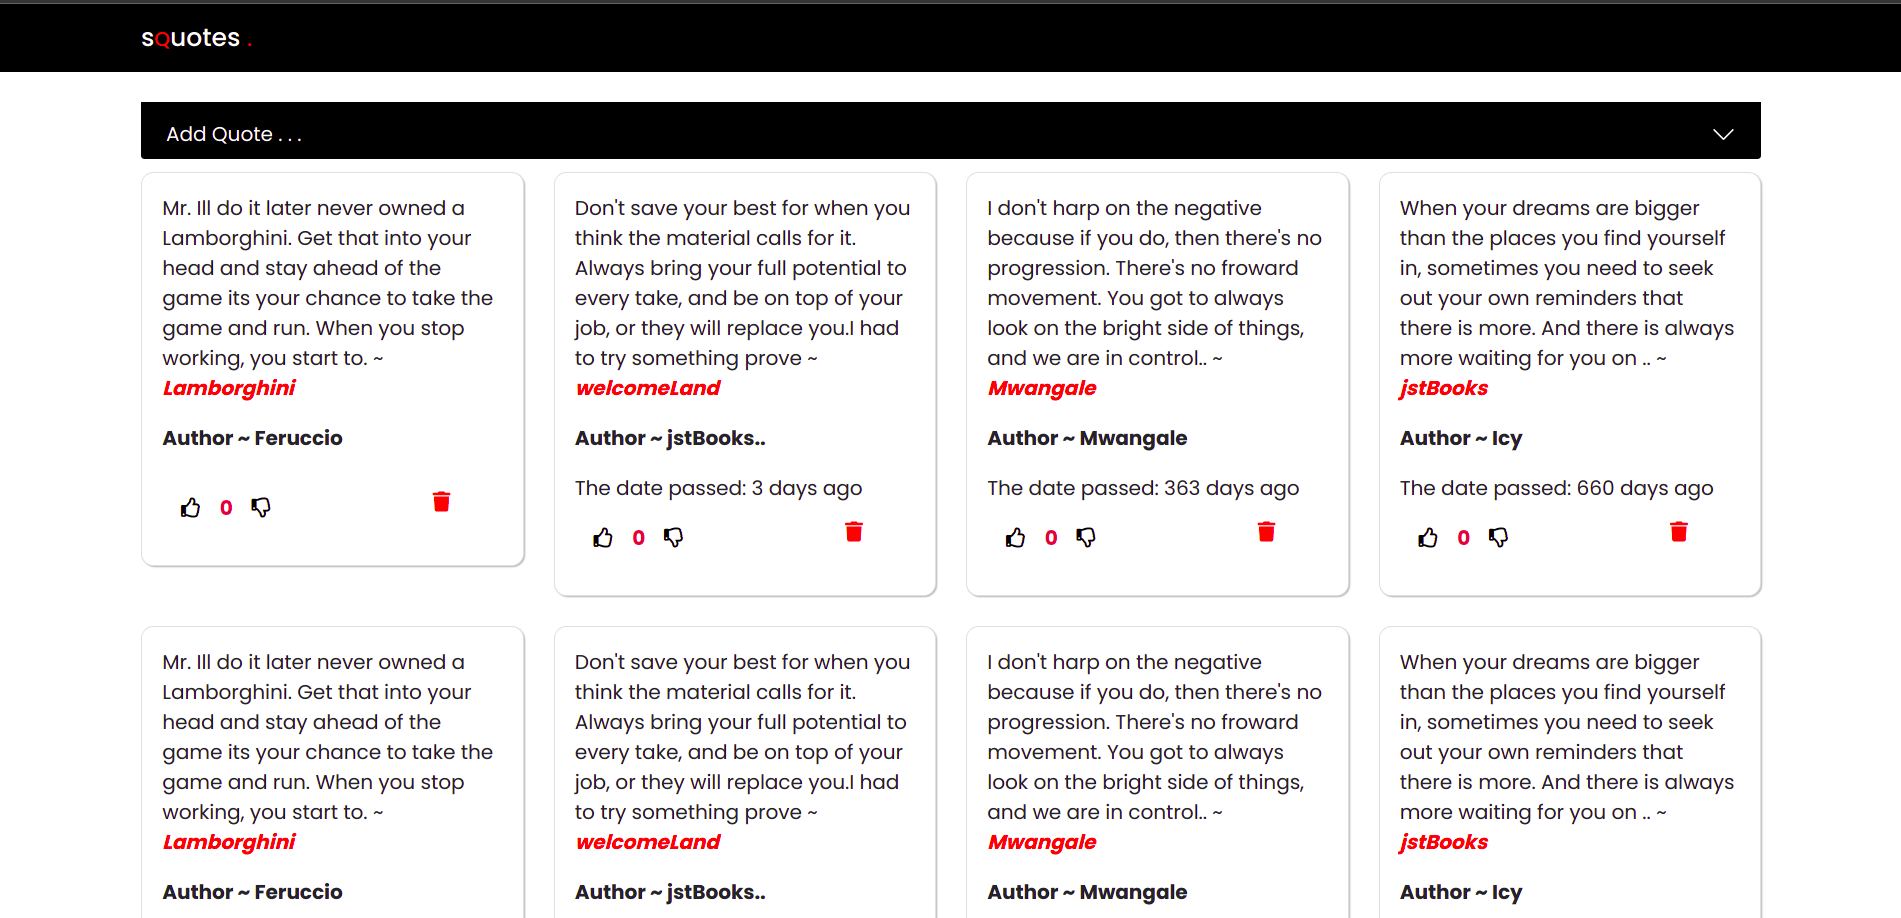 sQuotes .
Add Quote . . .
Mr. Ill do it later never owned a
Lamborghini. Get that into your
head and stay ahead of the
game its your chance to take the
game and run. When you stop
working, you start to. ~
Lamborghini
Author ~ Feruccio
0
Don't save your best for when you
think the material calls for it.
Always bring your full potential to
every take, and be on top of your
job, or they will replace you.I had
to try something prove ~
welcomeLand
Author ~ jstBooks..
The date passed: 3 days ago
0
I don't harp on the negative
because if you do, then there's no
progression. There's no froward
movement. You got to always
look on the bright side of things,
and we are in control.. ~
Mwangale
Author ~ Mwangale
The date passed: 363 days ago
0
When your dreams are bigger
than the places you find yourself
in, sometimes you need to seek
out your own reminders that
there is more. And there is always
more waiting for you on .. ~
jstBooks
Author ~ Icy
The date passed: 660 days ago
0
Mr. Ill do it later never owned a
Lamborghini. Get that into your
head and stay ahead of the
game its your chance to take the
game and run. When you stop
working, you start to. ~
Lamborghini
Author ~ Feruccio
Don't save your best for when you
think the material calls for it.
Always bring your full potential to
every take, and be on top of your
job, or they will replace you.I had
to try something prove ~
welcomeLand
Author ~ jstBooks..
I don't harp on the negative
because if you do, then there's no
progression. There's no froward
movement. You got to always
look on the bright side of things,
and we are in control.. ~
Mwangale
Author ~ Mwangale
When your dreams are bigger
than the places you find yourself
in, sometimes you need to seek
out your own reminders that
there is more. And there is always
more waiting for you on .. ~
jstBooks
Author ~ Icy